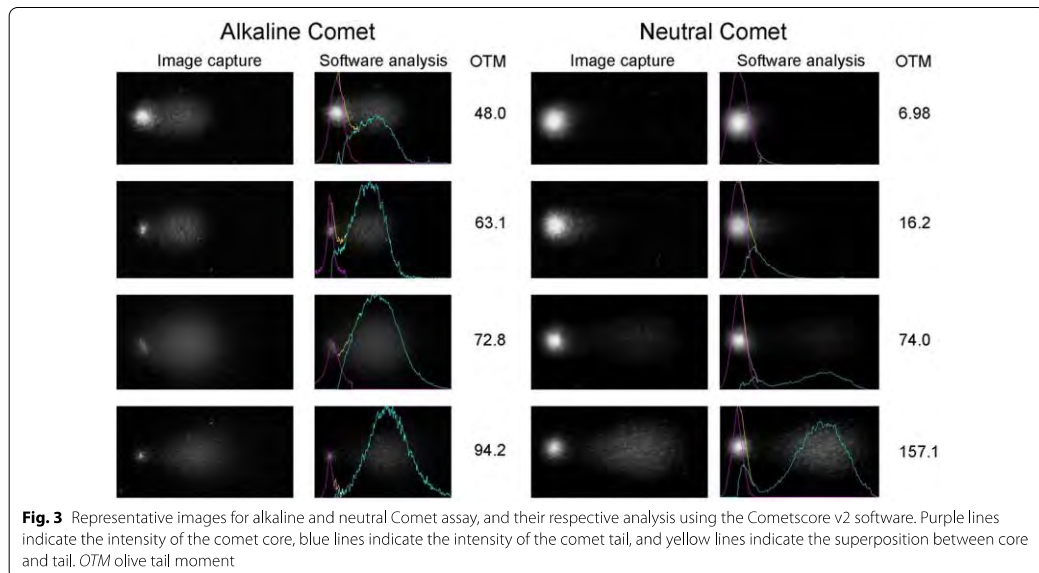 Alkaline Comet Neutral Comet
Image capture Software analysis OTM Image capture Software analysis OTM
48.0 6.98
63.1 16.2
72.8 74.0
94.2 157.1
Fig. 3 Representative images for alkaline and neutral Comet assay, and their respective analysis using the Cometscore v2 software. Purple lines
indicate the intensity of the comet core, blue lines indicate the intensity of the comet tail, and yellow lines indicate the superposition between core
and tail. OTM olive tail moment